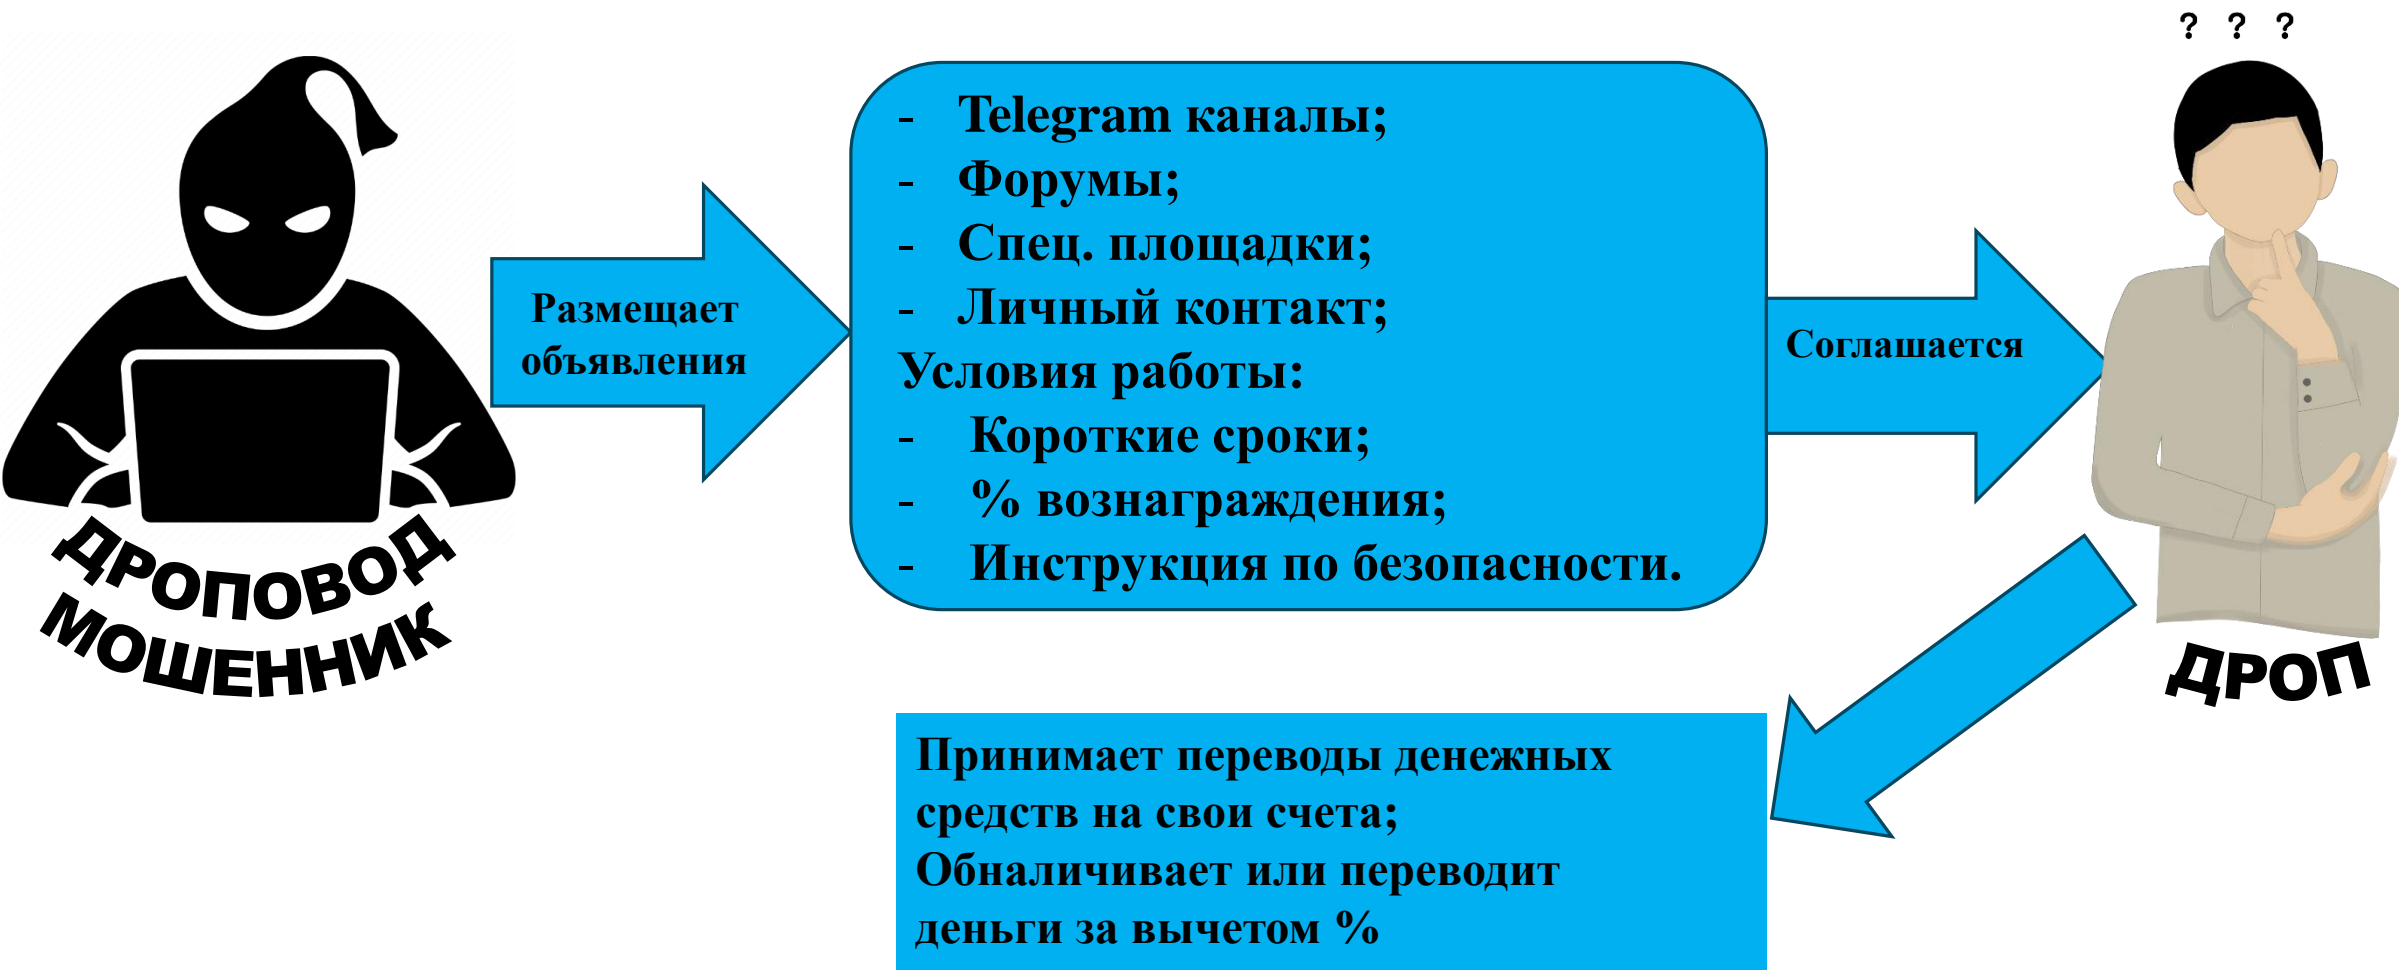 ? ? ?
- Telegram каналы;
- Форумы;
- Спец. площадки;
- Личный контакт;
Условия работы:
- Короткие сроки;
- % вознаграждения;
- Инструкция по безопасности.
Размещает
объявления
Соглашается
ДРОПОВОД
МОШЕННИК
ДРОП
Принимает переводы денежных
средств на свои счета;
Обналичивает или переводит
деньги за вычетом %